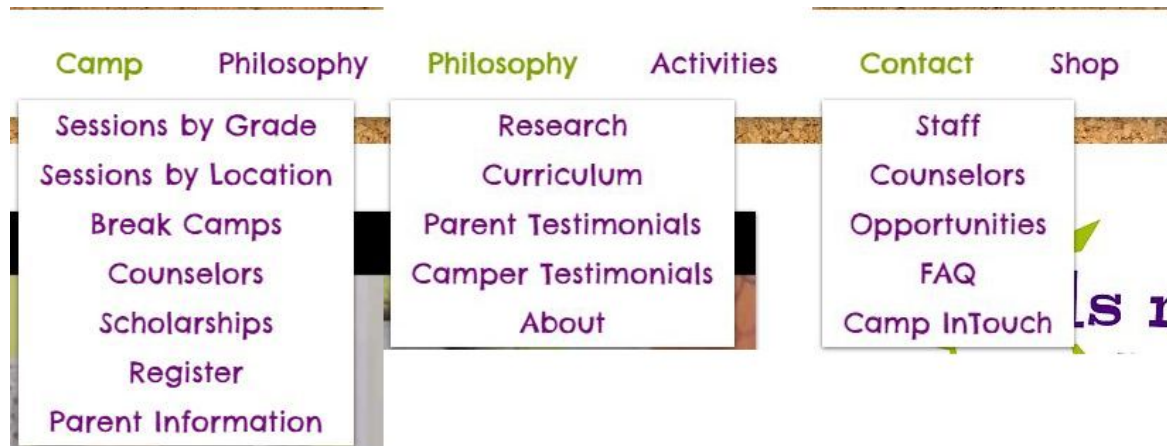 Camp Philosophy
Sessions by Grade
Sessions by Location
Break Camps
Counselors
Scholarships
Register
Parent Information
Philosophy Activities
Research
Curriculum
Parent Testimonials
Camper Testimonials
About
Contact Shop
Staff
Counselors
Opportunities
FAQ
Camp InTouch